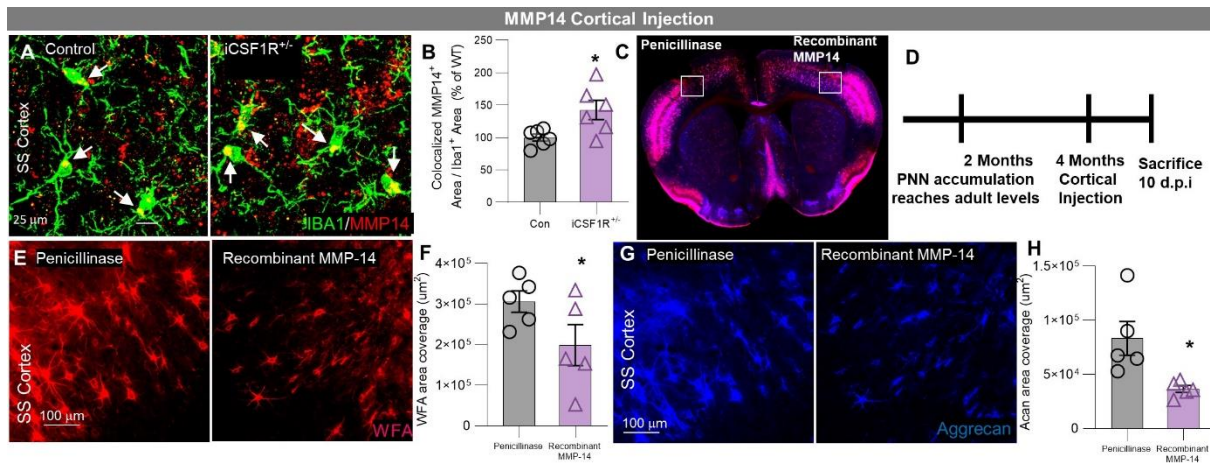 MMP14 Cortical Injection
A
Control
iCSF1R+/-
SS Cortex
25 μm
IBA1/MMP14
B
Colocalized MMP14+
Area / Iba1+ Area (% of WT)
250
200
150
100
50
0
*
Con
iCSF1R+/-
C
Penicillinase
Recombinant
MMP14
D
2 Months
PNN accumulation
reaches adult levels
4 Months
Cortical
Injection
Sacrifice
10 d.p.i
E
Penicillinase
Recombinant MMP-14
SS Cortex
100 μm
WFA
F
WFA area coverage (um²)
4×10⁵
3×10⁵
2×10⁵
1×10⁵
0
*
Penicillinase
Recombinant
MMP-14
G
Penicillinase
Recombinant MMP-14
SS Cortex
100 μm
Aggrecan
H
Acan area coverage (um²)
1.5×10⁵
1×10⁵
5×10⁴
0
*
Penicillinase
Recombinant
MMP-14